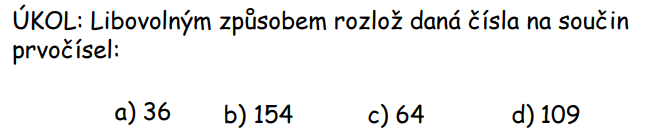 ÚKOL: Libovolným způsobem rozlož daná čísla na součin
prvočísel:
a) 36 b) 154 c) 64 d) 109